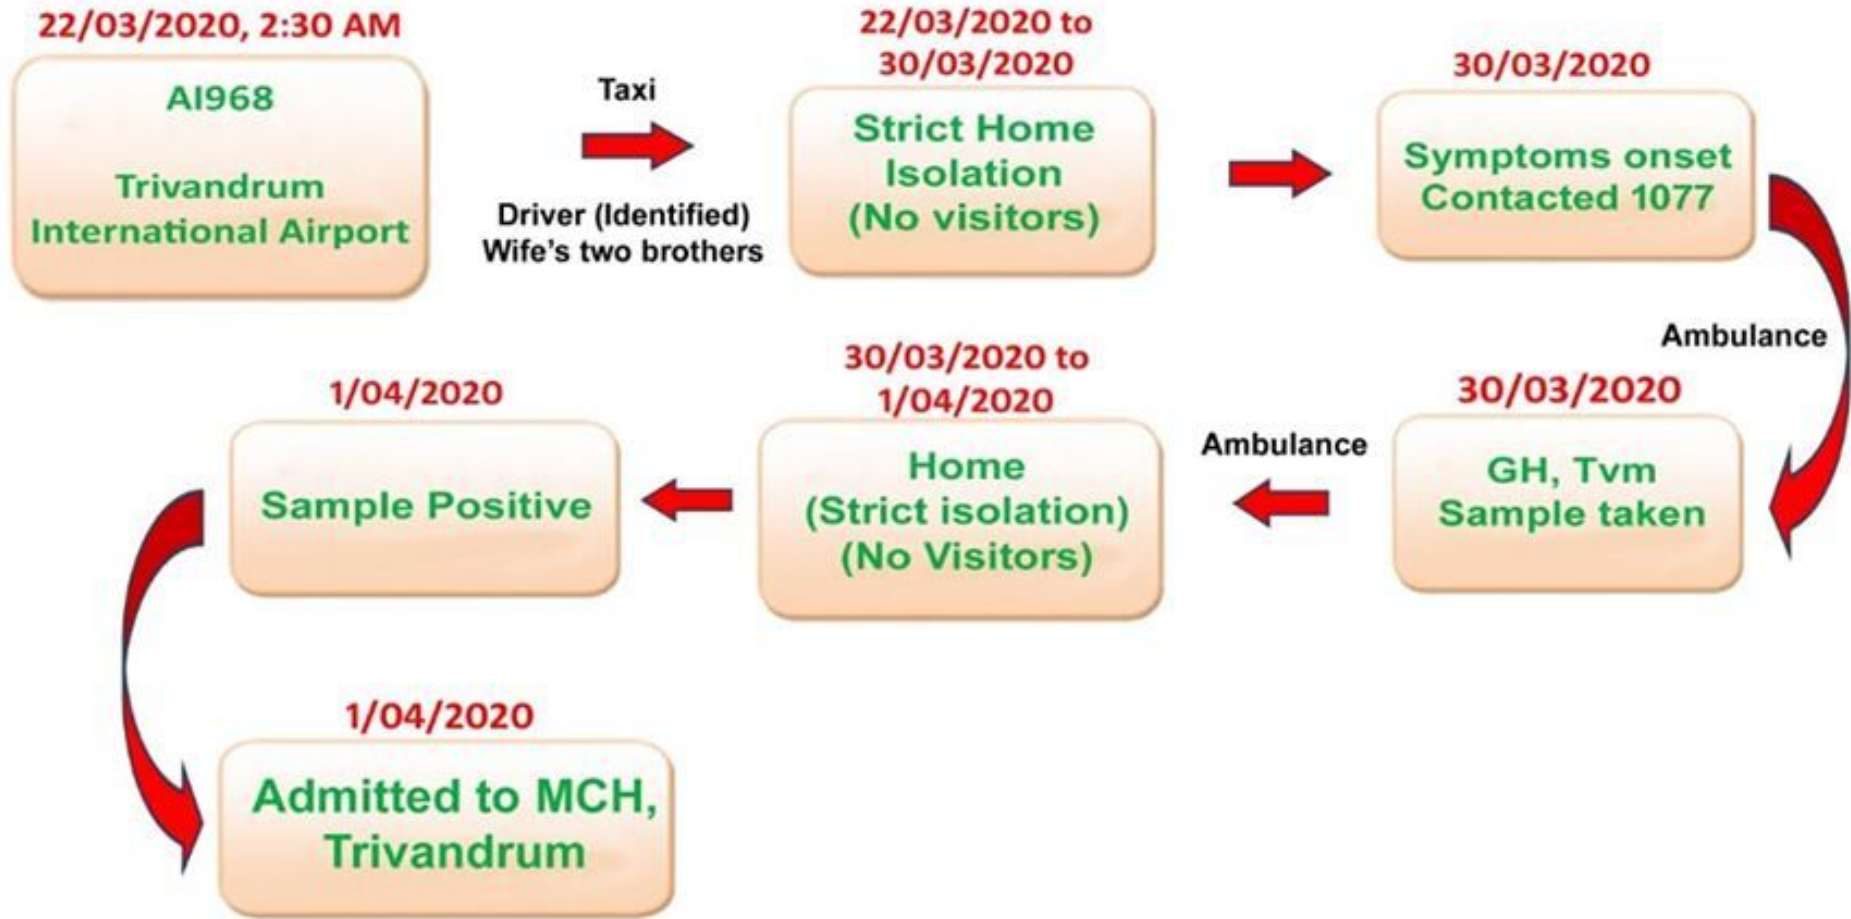 22/03/2020, 2:30 AM
AI968
Trivandrum
International Airport
Taxi
Driver (Identified)
Wife's two brothers
22/03/2020 to
30/03/2020
Strict Home
Isolation
(No visitors)
30/03/2020
Symptoms onset
Contacted 1077
Ambulance
30/03/2020
GH, Tvm
Sample taken
Ambulance
30/03/2020 to
1/04/2020
Home
(Strict isolation)
(No Visitors)
1/04/2020
Sample Positive
1/04/2020
Admitted to MCH,
Trivandrum